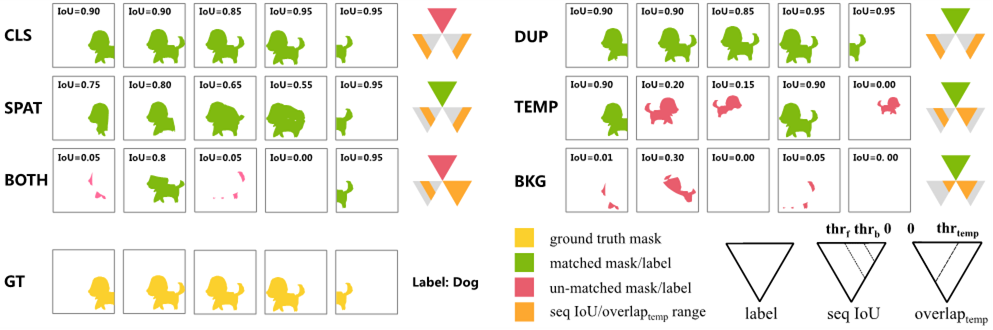 IoU=0.90 IoU=0.90 IoU=0.85 IoU=0.95 IoU=0.95
CLS
IoU=0.75 IoU=0.80 IoU=0.65 IoU=0.55 IoU=0.95
SPAT
IoU=0.05 IoU=0.8 IoU=0.05 IoU=0.00 IoU=0.95
BOTH
GT
Label: Dog
IoU=0.90 IoU=0.90 IoU=0.85 IoU=0.95 IoU=0.95
DUP
IoU=0.90 IoU=0.20 IoU=0.15 IoU=0.90 IoU=0.00
TEMP
IoU=0.01 IoU=0.30 IoU=0.00 IoU=0.05 IoU=0. 00
BKG
ground truth mask
matched mask/label
un-matched mask/label
seq IoU/overlap_temp range
thr_f thr_b 0 0 thr_temp
label seq IoU overlap_temp